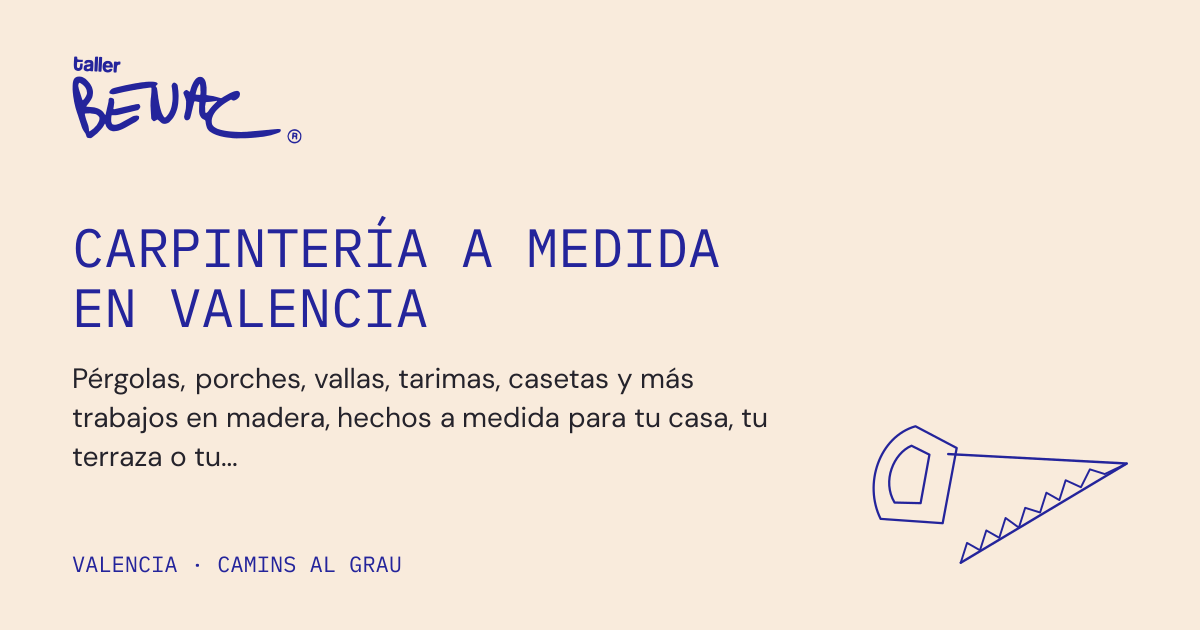 taller
BENAC ®
CARPINTERÍA A MEDIDA
EN VALENCIA
Pérgolas, porches, vallas, tarimas, casetas y más
trabajos en madera, hechos a medida para tu casa, tu
terraza o tu...
VALENCIA · CAMINS AL GRAU